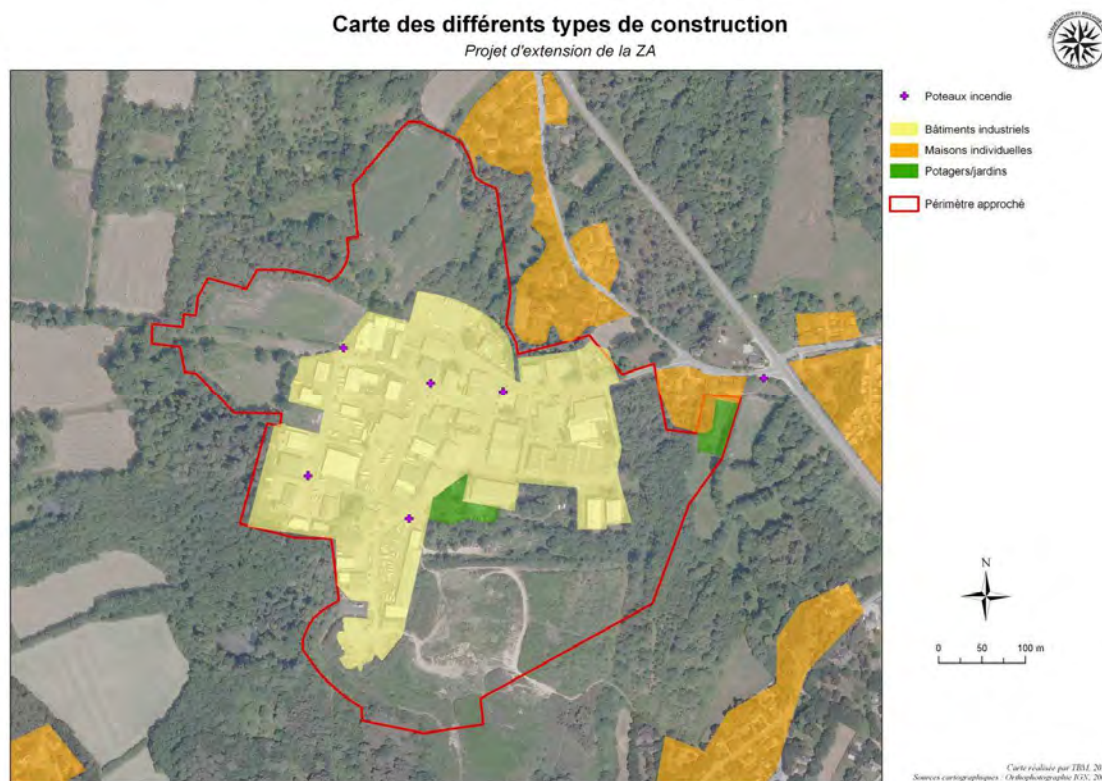 Carte des différents types de construction
Projet d'extension de la ZA
Poteaux incendie
Bâtiments industriels
Maisons individuelles
Potagers/jardins
Périmètre approché
N
0 50 100 m
Carte réalisée par TBM, 20
Sources cartographiques : Orthophotographie IGN, 20